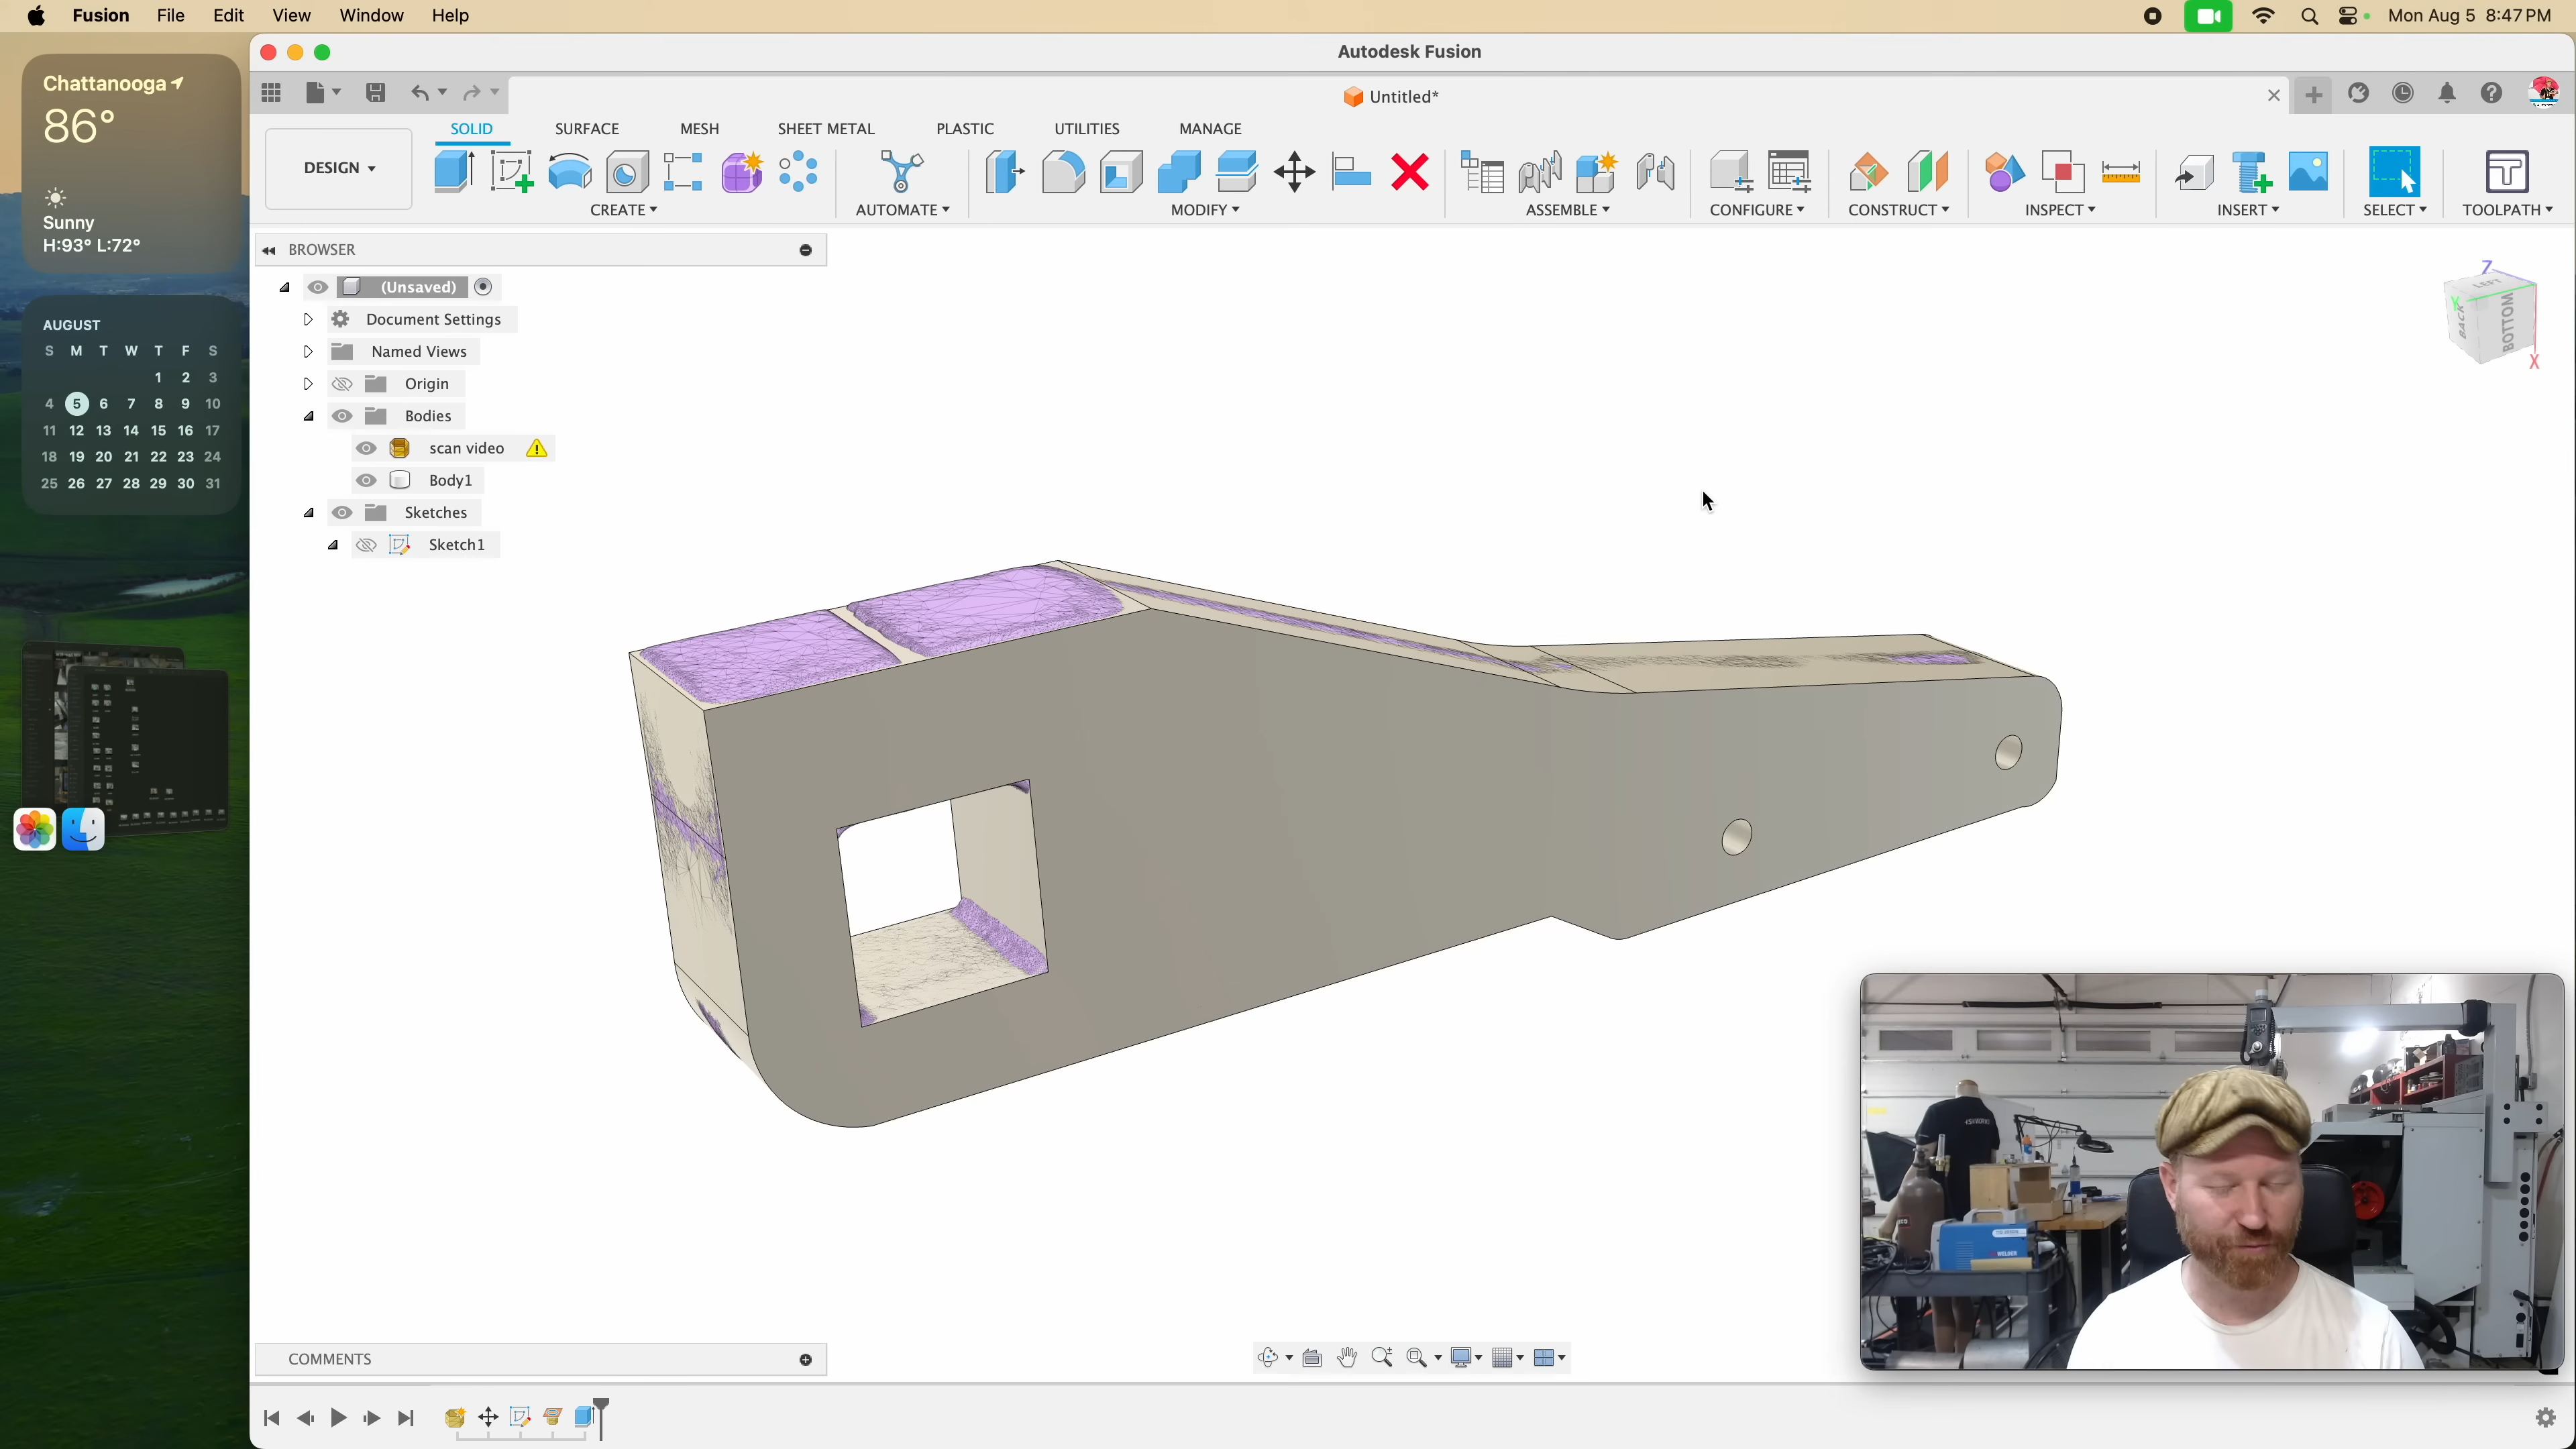 Fusion File Edit View Window Help
Mon Aug 5 8:47 PM
Chattanooga
86°
Sunny
H:93° L:72°
AUGUST
S M T W T F S
1 2 3
4 5 6 7 8 9 10
11 12 13 14 15 16 17
18 19 20 21 22 23 24
25 26 27 28 29 30 31
Autodesk Fusion
Untitled*
DESIGN
SOLID SURFACE MESH SHEET METAL PLASTIC UTILITIES MANAGE
CREATE AUTOMATE MODIFY ASSEMBLE CONFIGURE CONSTRUCT INSPECT INSERT SELECT TOOLPATH
BROWSER
(Unsaved)
Document Settings
Named Views
Origin
Bodies
scan video
Body1
Sketches
Sketch1
Z
LEFT
Y
BACK
BOTTOM
X
COMMENTS